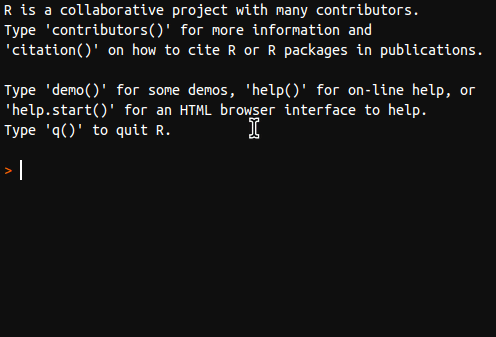 R is a collaborative project with many contributors.
Type 'contributors()' for more information and
'citation()' on how to cite R or R packages in publications.
Type 'demo()' for some demos, 'help()' for on-line help, or
'help.start()' for an HTML browser interface to help.
Type 'q()' to quit R.
>